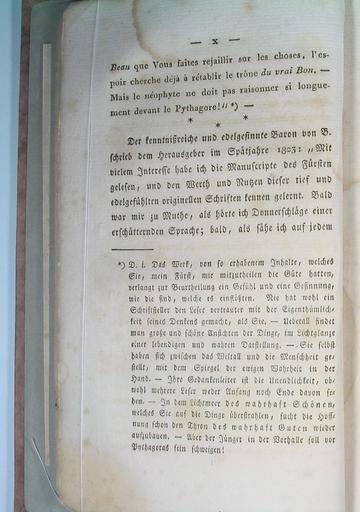 — x —
Beau que Vous faites rejaillir sur les choses, l'es-
poir cherche déjà à rétablir le trône du vrai Bon. —
Mais le néophyte ne doit pas raisonner si longue-
ment devant le Pythagore!" *) —
* * *
Der kenntnißreiche und edelgesinnte Baron von B.
schrieb dem Herausgeber im Spätjahre 1823: „Mit
vielem Interesse habe ich die Manuscripte des Fürsten
gelesen, und den Werth und Nutzen dieser tief und
edelgefühlten originellen Schriften kennen gelernt. Bald
war mir zu Muthe, als hörte ich Donnerschläge einer
erschütternden Sprache; bald, als sähe ich auf jedem
*) D. i. Das Werk, von so erhabenem Inhalte, welches
Sie, mein Fürst, mir mitzutheilen die Güte hatten,
verlangt zur Beurtheilung ein Gefühl und eine Gesinnung,
wie die sind, welche es einflößten. Nie hat wohl ein
Schriftsteller den Leser vertrauter mit der Eigenthümlich-
keit seines Denkens gemacht, als Sie. — Ueberall findet
man große und schöne Ansichten der Dinge, im Lichtglanze
einer lebendigen und wahren Darstellung. — Sie selbst
haben sich zwischen das Weltall und die Menschheit ge-
stellt, mit dem Spiegel der ewigen Wahrheit in der
Hand. — Ihre Gedankenleiter ist die Unendlichkeit, ob-
wohl mehrere Leser weder Anfang noch Ende davon se-
hen. — In dem Lichtmeer des wahrhaft Schönen,
welches Sie auf die Dinge überstrahlen, sucht die Hoff-
nung schon den Thron des wahrhaft Guten wieder
aufzubauen. — Aber der Jünger in der Vorhalle soll vor
Pythagoras kein schweigen!